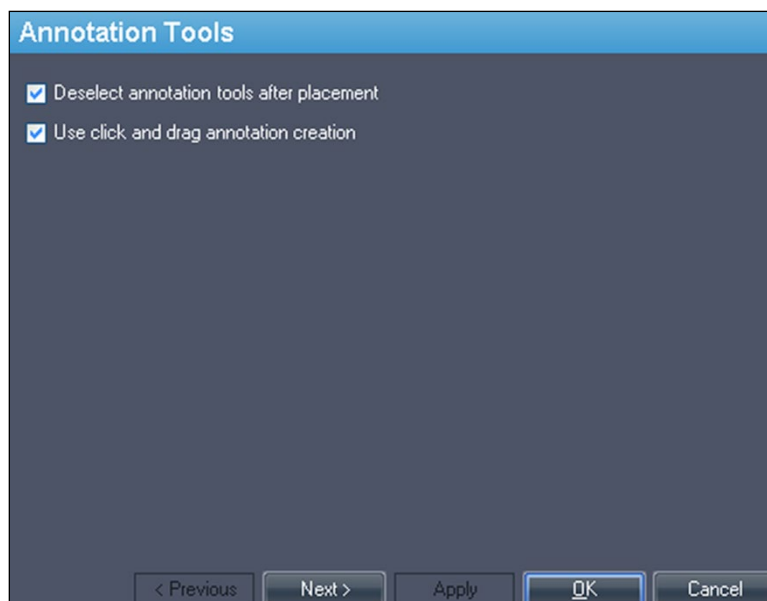 Annotation Tools
Deselect annotation tools after placement
Use click and drag annotation creation
< Previous Next > Apply OK Cancel